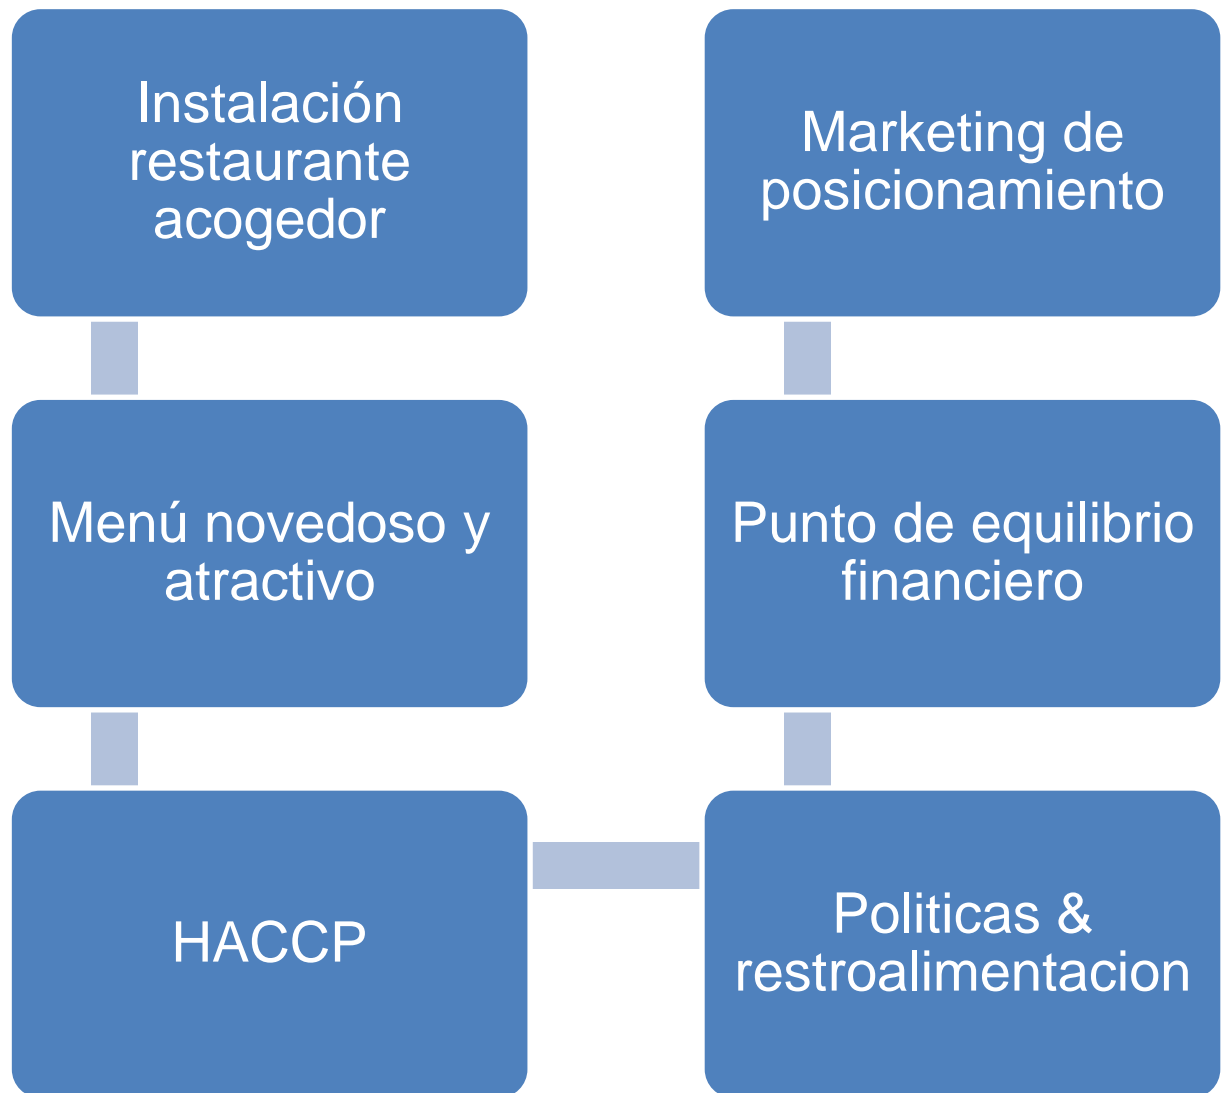 Instalación
restaurante
acogedor
Menú novedoso y
atractivo
HACCP
Politicas &
restroalimentacion
Punto de equilibrio
financiero
Marketing de
posicionamiento